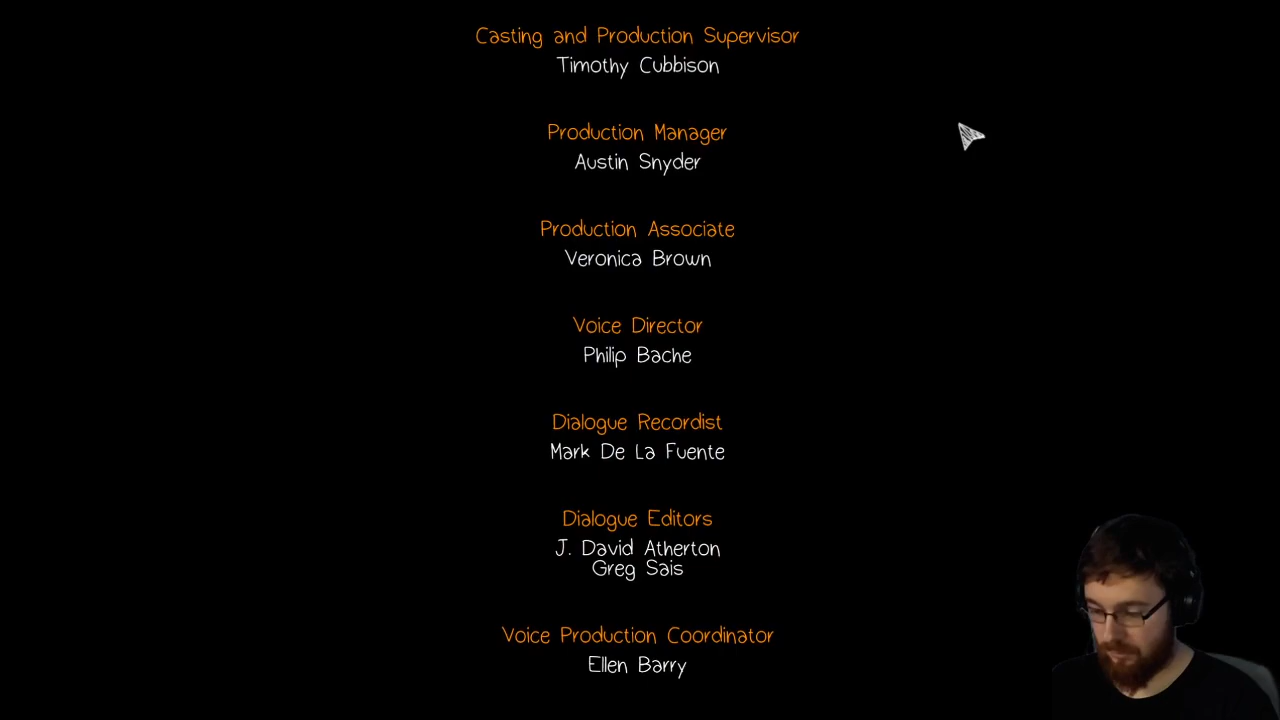 Casting and Production Supervisor
Timothy Cubbison
Production Manager
Austin Snyder
Production Associate
Veronica Brown
Voice Director
Philip Bache
Dialogue Recordist
Mark De La Fuente
Dialogue Editors
J. David Atherton
Greg Sais
Voice Production Coordinator
Ellen Barry